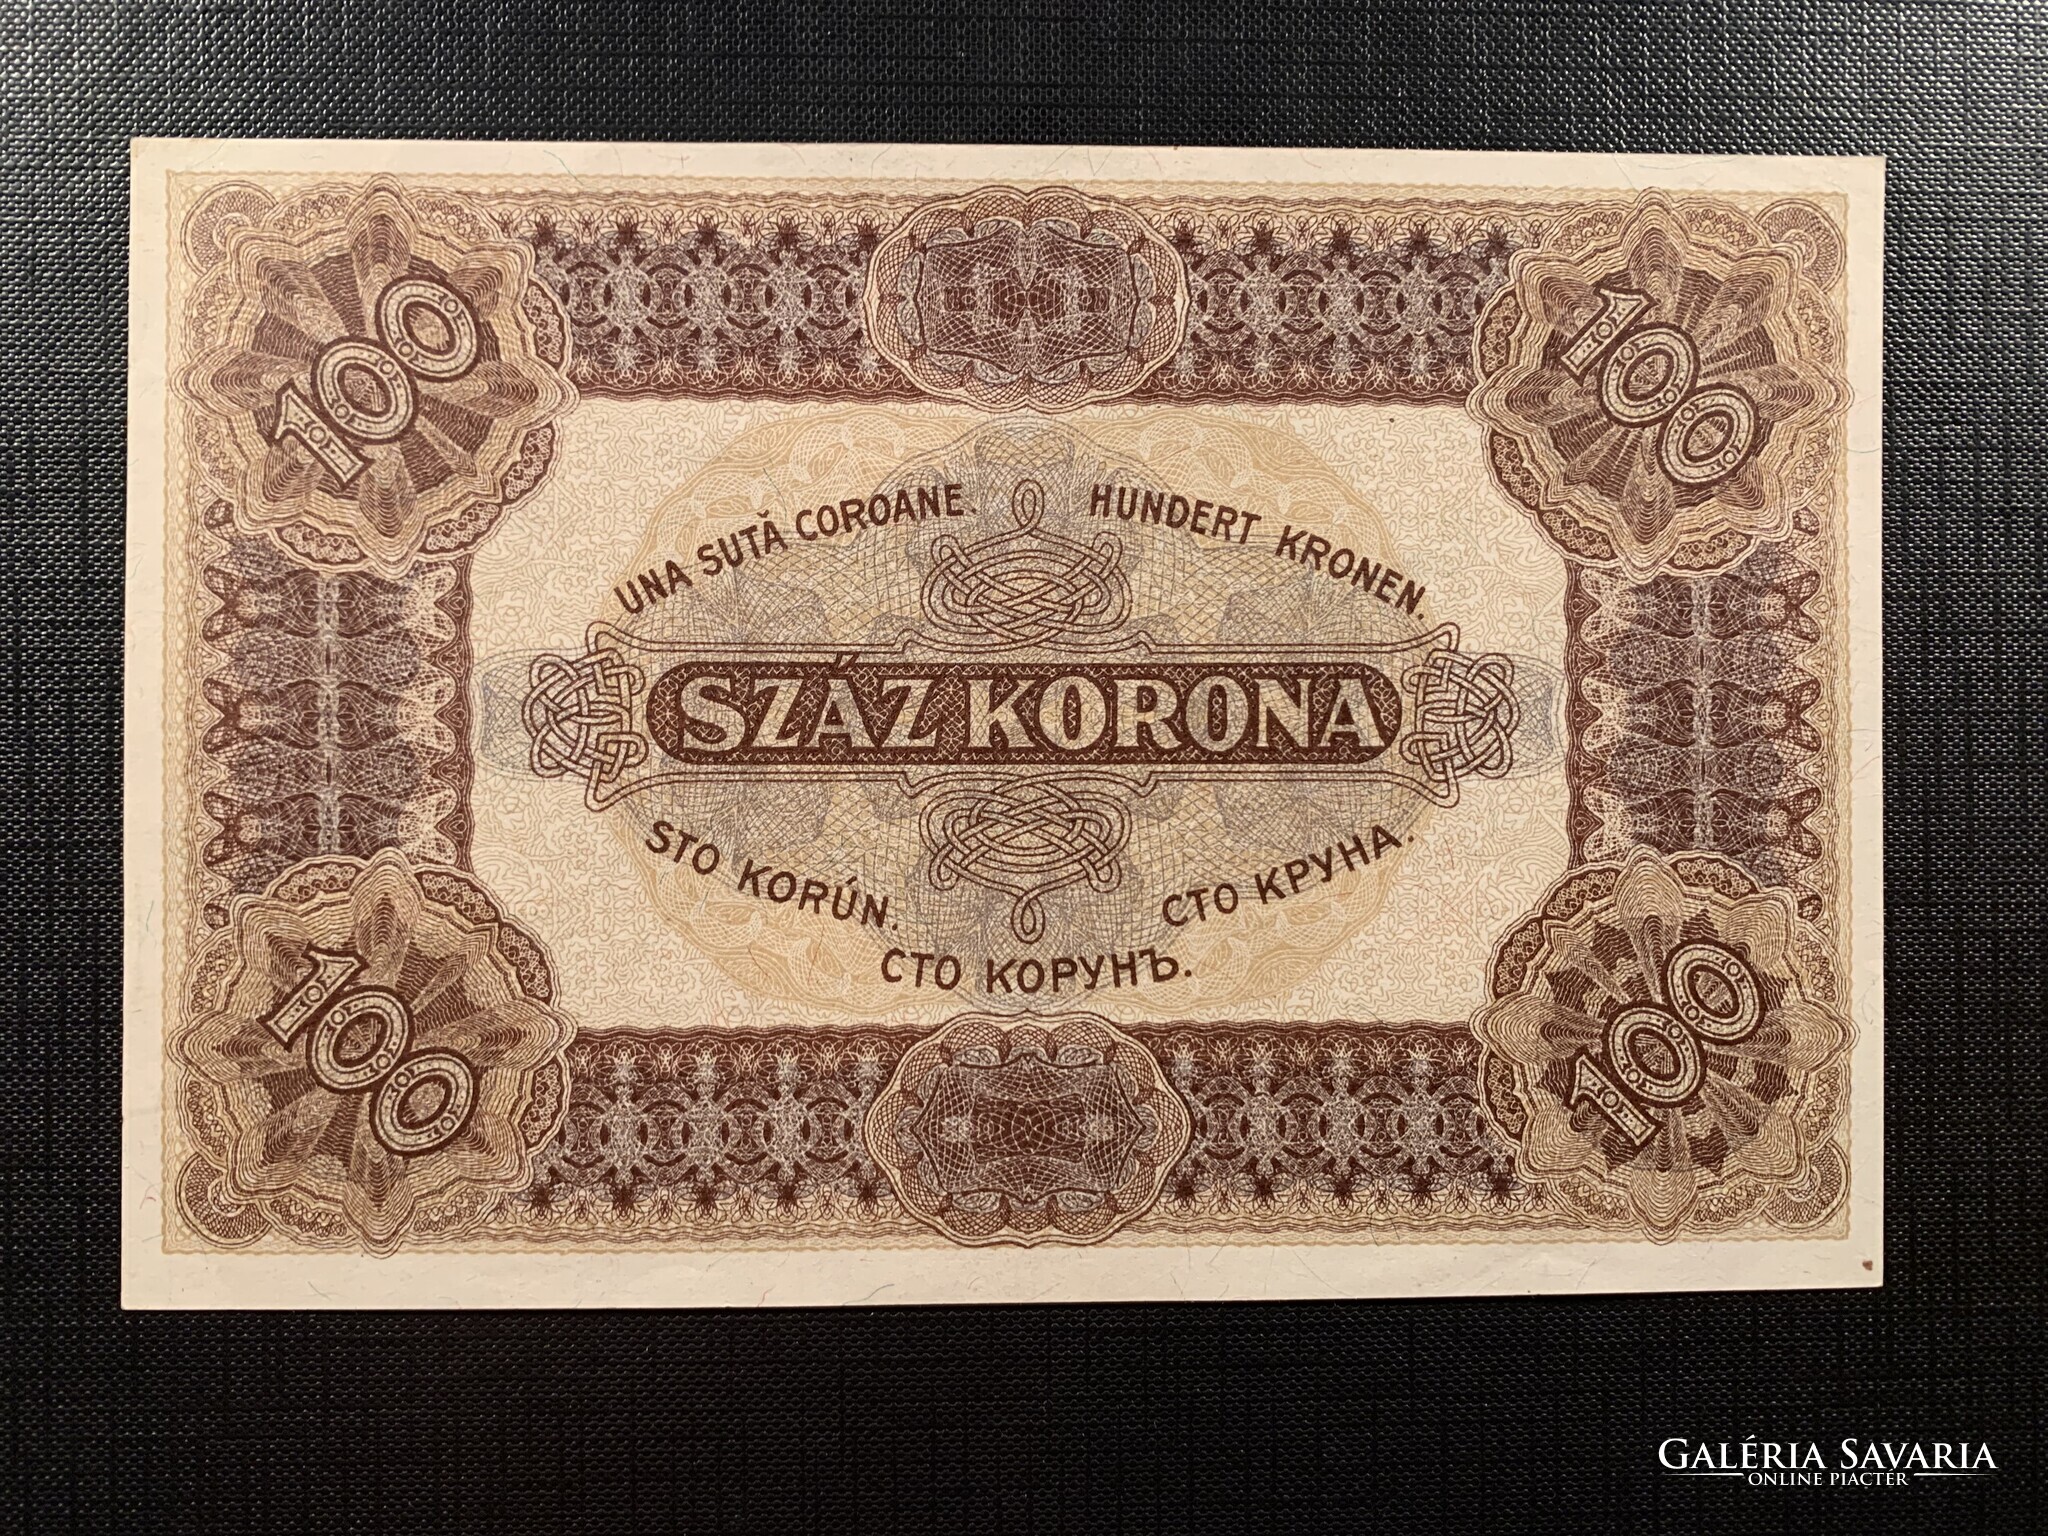 100
100
UNA SUTĂ COROANE.
HUNDERT KRONEN.
SZÁZ KORONA
STO KORÚN.
СТО КРУНА.
СТО КОРУНЪ.
100
100
GALÉRIA SAVARIA
ONLINE PIACTÉR